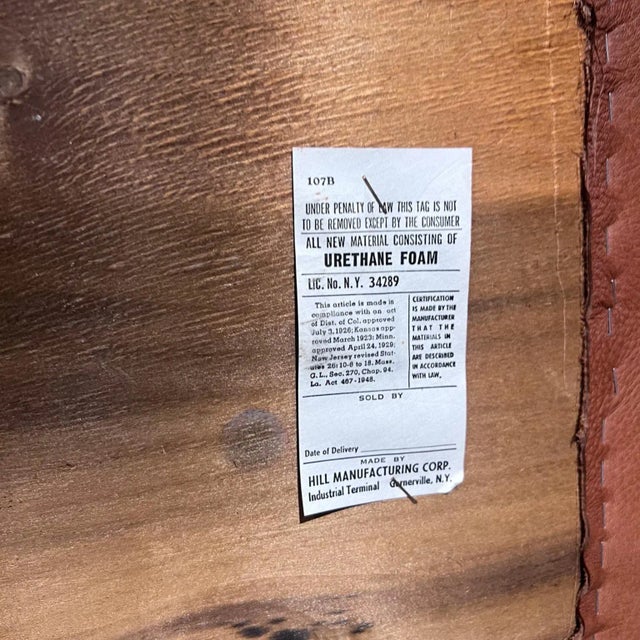 107B
UNDER PENALTY OF LAW THIS TAG IS NOT
TO BE REMOVED EXCEPT BY THE CONSUMER
ALL NEW MATERIAL CONSISTING OF
URETHANE FOAM
LIC. No. N.Y. 34289
This article is made in
compliance with an act
of Dist. of Col. approved
July 3, 1926; Kansas app
roved March 1923; Minn.
approved April 24, 1929;
New Jersey revised Stat-
utes 26:10-6 to 18. Mass.
G.L., Sec. 270, Chap. 94.
La. Act 467-1948.
CERTIFICATION
IS MADE BY THE
MANUFACTURER
THAT THE
MATERIALS IN
THIS ARTICLE
ARE DESCRIBED
IN ACCORDANCE
WITH LAW.
SOLD BY
Date of Delivery
MADE BY
HILL MANUFACTURING CORP.
Industrial Terminal Garnerville, N.Y.